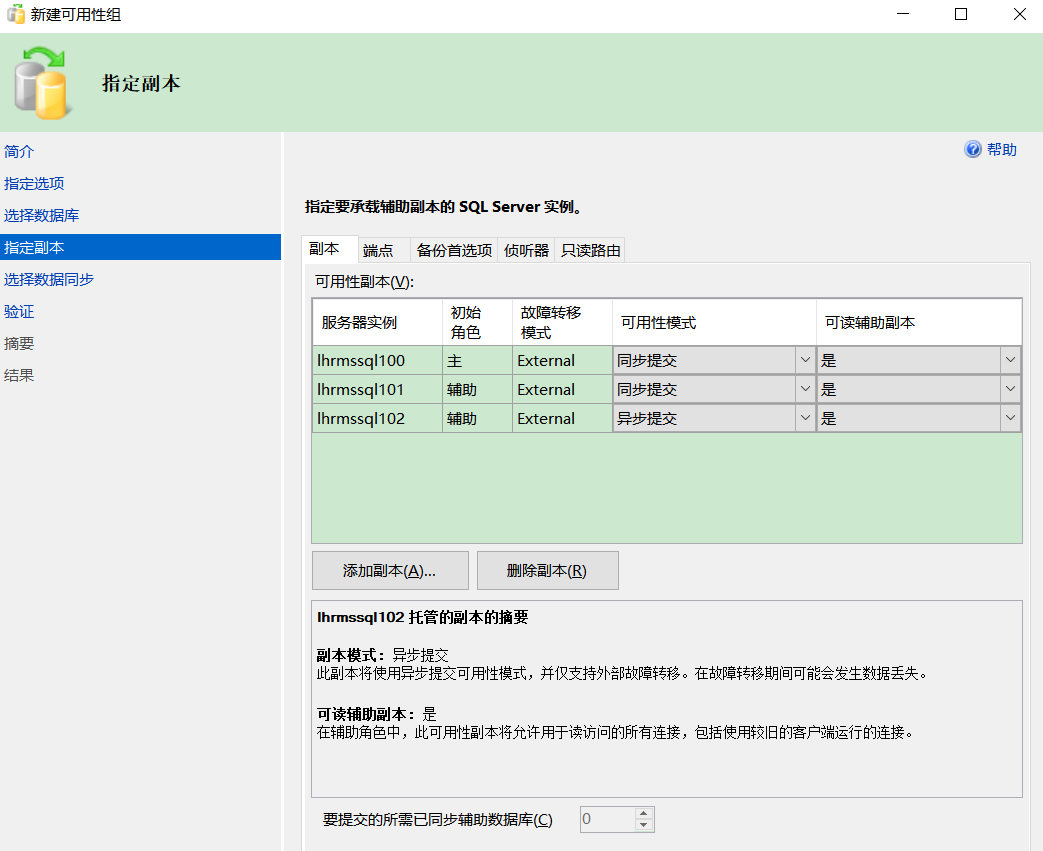 新建可用性组
指定副本
简介
指定选项
选择数据库
指定副本
选择数据同步
验证
摘要
结果
帮助
指定要承载辅助副本的 SQL Server 实例。
副本 端点 备份首选项 侦听器 只读路由
可用性副本(V):
服务器实例 初始角色 故障转移模式 可用性模式 可读辅助副本
lhrmssql100 主 External 同步提交 是
lhrmssql101 辅助 External 同步提交 是
lhrmssql102 辅助 External 异步提交 是
添加副本(A)... 删除副本(R)
lhrmssql102 托管的副本的摘要
副本模式：异步提交
此副本将使用异步提交可用性模式，并仅支持外部故障转移。在故障转移期间可能会发生数据丢失。
可读辅助副本：是
在辅助角色中，此可用性副本将允许用于读访问的所有连接，包括使用较旧的客户端运行的连接。
要提交的所需已同步辅助数据库(C) 0